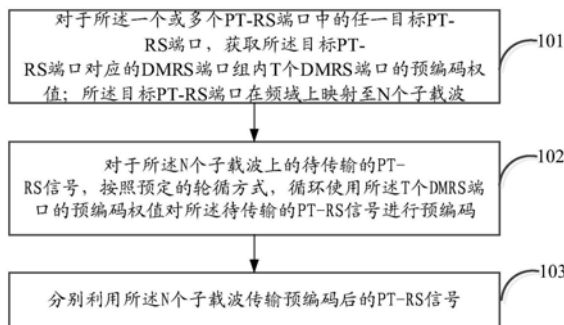 对于所述一个或多个PT-RS端口中的任一目标PT-
RS端口，获取所述目标PT-
RS端口对应的DMRS端口组内T个DMRS端口的预编码权
值；所述目标PT-RS端口在频域上映射至N个子载波
101
对于所述N个子载波上的待传输的PT-
RS信号，按照预定的轮循方式，循环使用所述T个DMRS端
口的预编码权值对所述待传输的PT-RS信号进行预编码
102
分别利用所述N个子载波传输预编码后的PT-RS信号
103